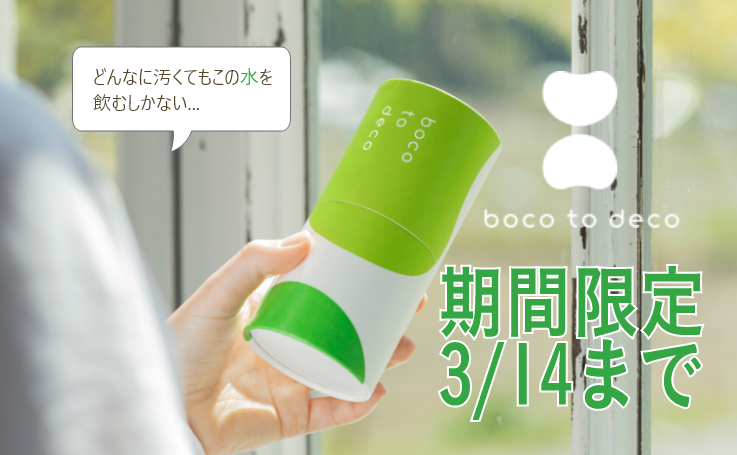 どんなに汚くてもこの水を
飲むしかない...
boco
to
deco
boco to deco
期間限定
3/14まで